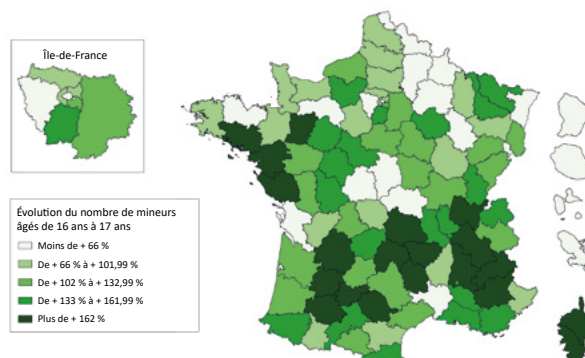 Île-de-France
Évolution du nombre de mineurs
âgés de 16 ans à 17 ans
Moins de + 66 %
De + 66 % à + 101,99 %
De + 102 % à + 132,99 %
De + 133 % à + 161,99 %
Plus de + 162 %